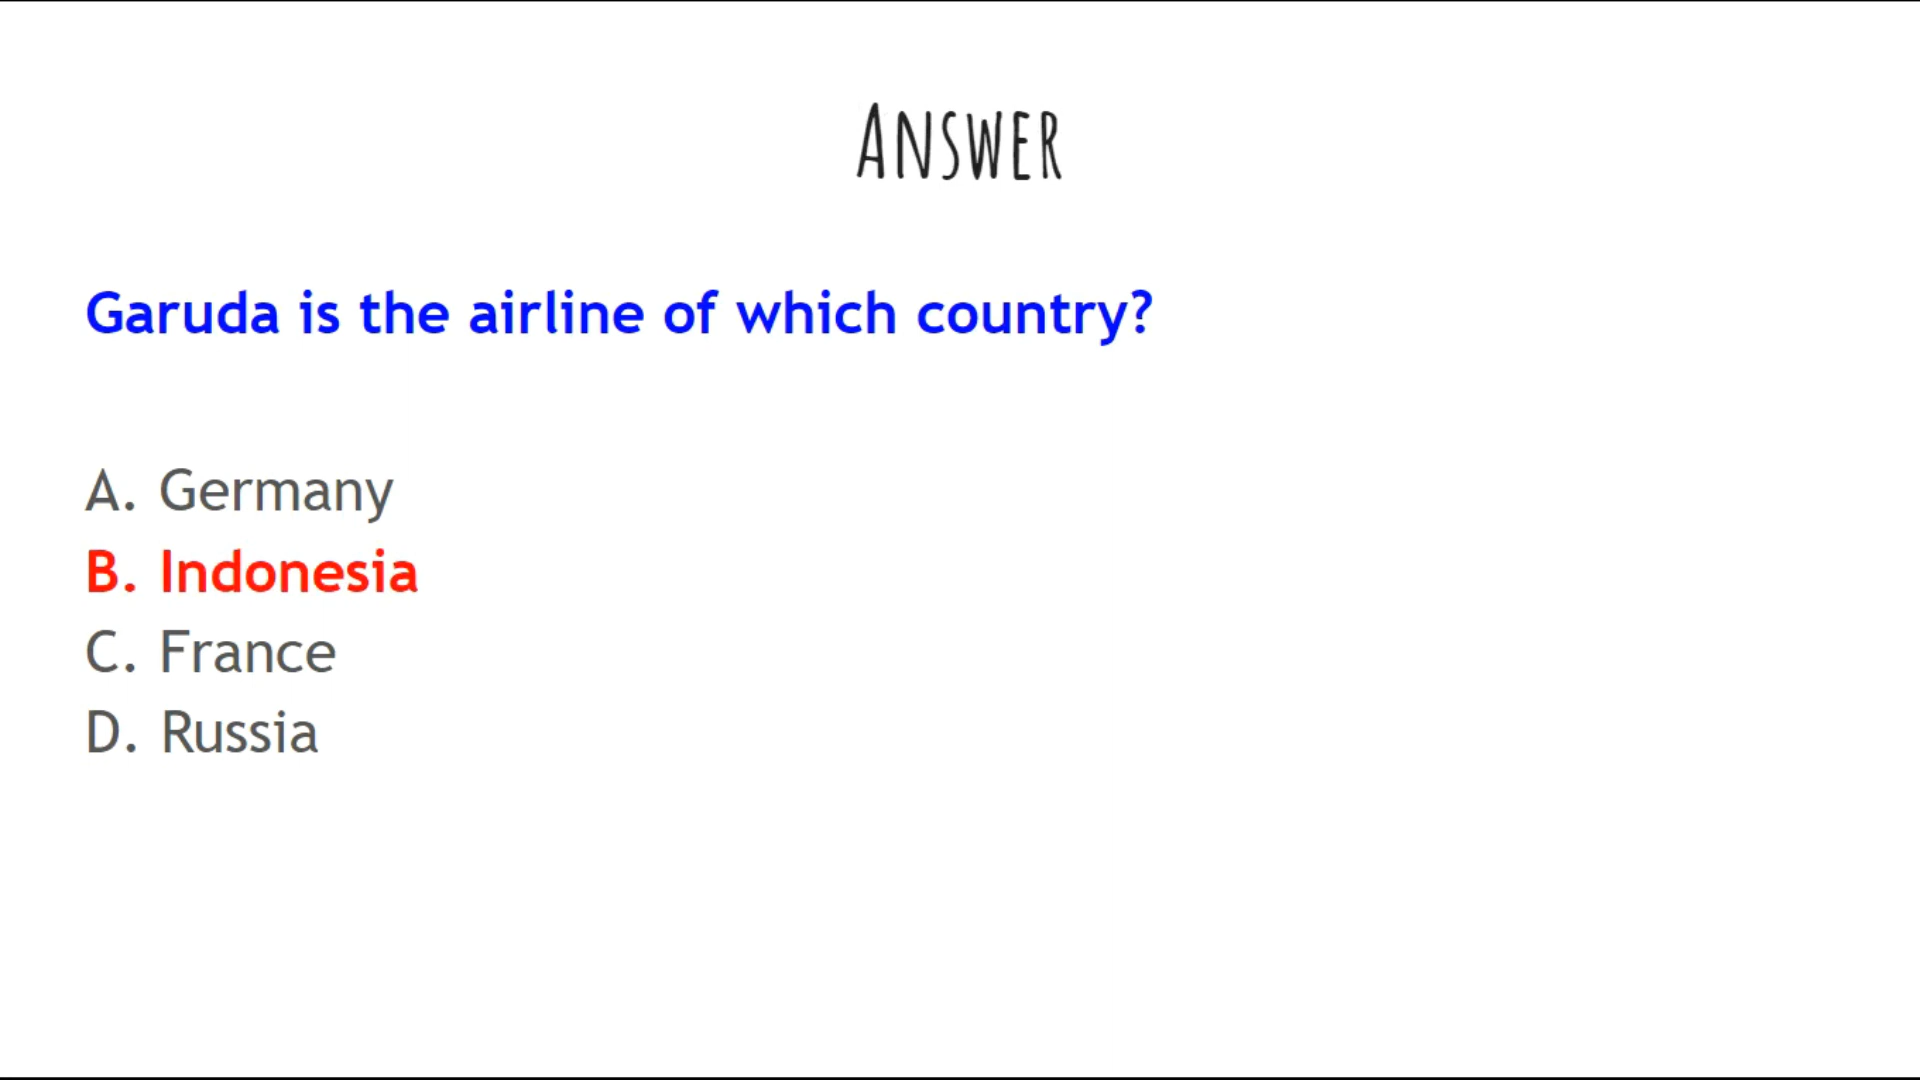 ANSWER
Garuda is the airline of which country?
A. Germany
B. Indonesia
C. France
D. Russia